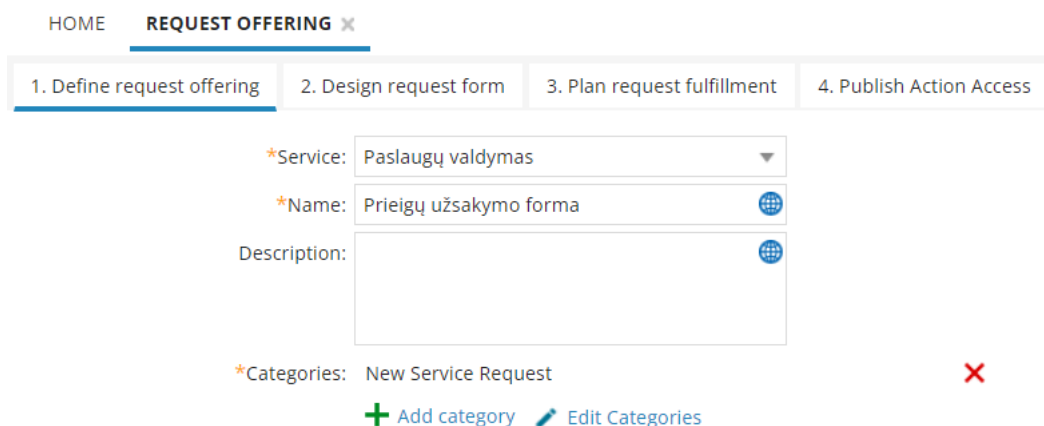 HOME REQUEST OFFERING
1. Define request offering 2. Design request form 3. Plan request fulfillment 4. Publish Action Access
*Service: Paslaugų valdymas
*Name: Prieigų užsakymo forma
Description:
*Categories: New Service Request
Add category Edit Categories